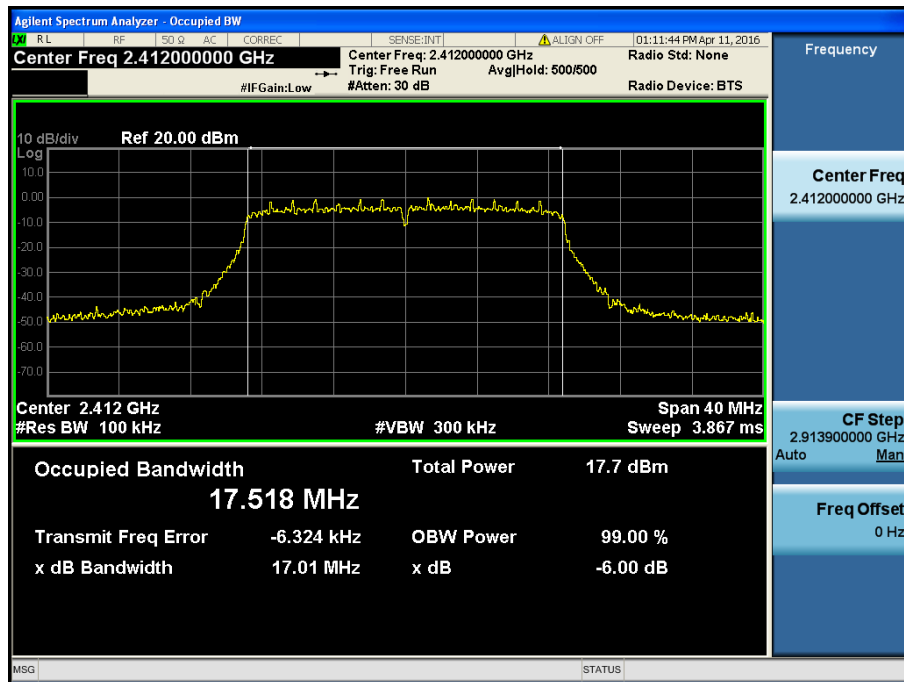 Agilent Spectrum Analyzer - Occupied BW
LXI RL RF 50 Ω AC CORREC SENSE:INT ALIGN OFF 01:11:44 PM Apr 11, 2016
Center Freq 2.412000000 GHz Center Freq: 2.412000000 GHz Radio Std: None
Trig: Free Run Avg|Hold: 500/500
#IFGain:Low #Atten: 30 dB Radio Device: BTS
Frequency
10 dB/div Ref 20.00 dBm
Log
10.0
0.00
-10.0
-20.0
-30.0
-40.0
-50.0
-60.0
-70.0
Center 2.412 GHz Span 40 MHz
#Res BW 100 kHz #VBW 300 kHz Sweep 3.867 ms
Occupied Bandwidth Total Power 17.7 dBm
17.518 MHz
Transmit Freq Error -6.324 kHz OBW Power 99.00 %
x dB Bandwidth 17.01 MHz x dB -6.00 dB
Center Freq
2.412000000 GHz
CF Step
2.913900000 GHz
Auto Man
Freq Offset
0 Hz
MSG STATUS